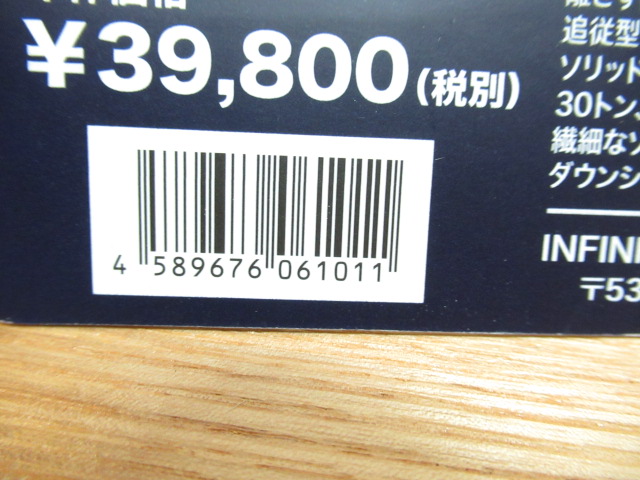 ¥39,800(税別)
4 589676 061011
追従型
ソリッド
30トン、
繊細なソ
ダウンシ
INFINI
〒53